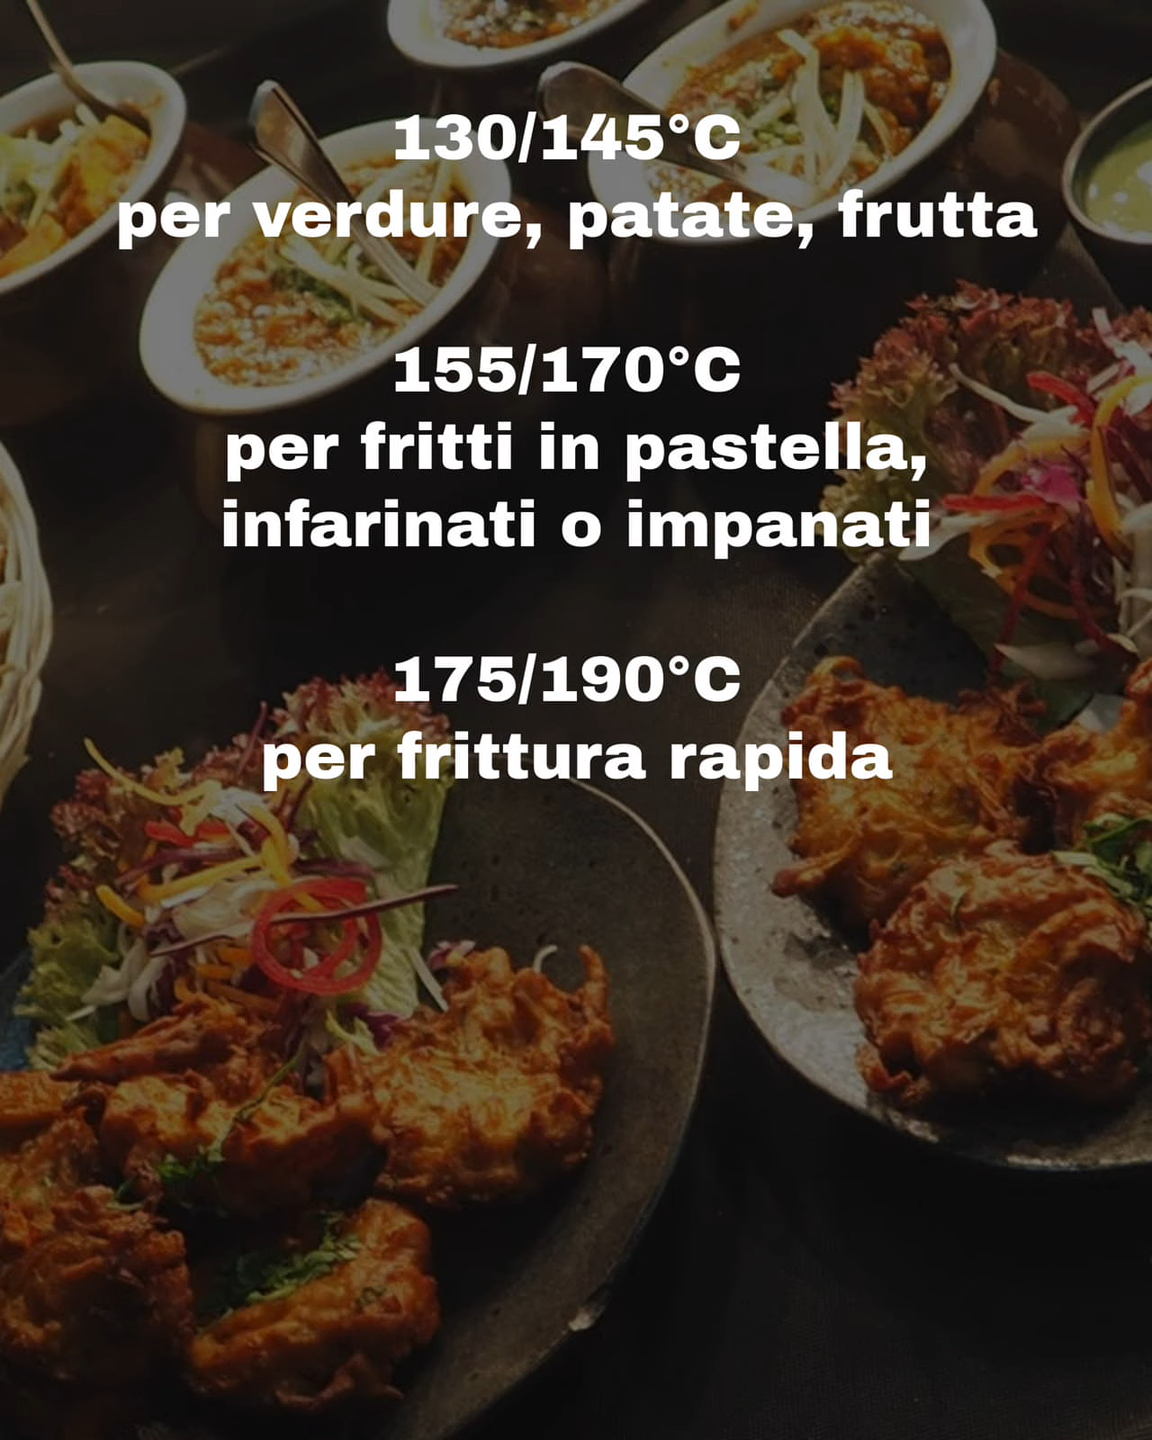 130/145°C
per verdure, patate, frutta
155/170°C
per fritti in pastella,
infarinati o impanati
175/190°C
per frittura rapida